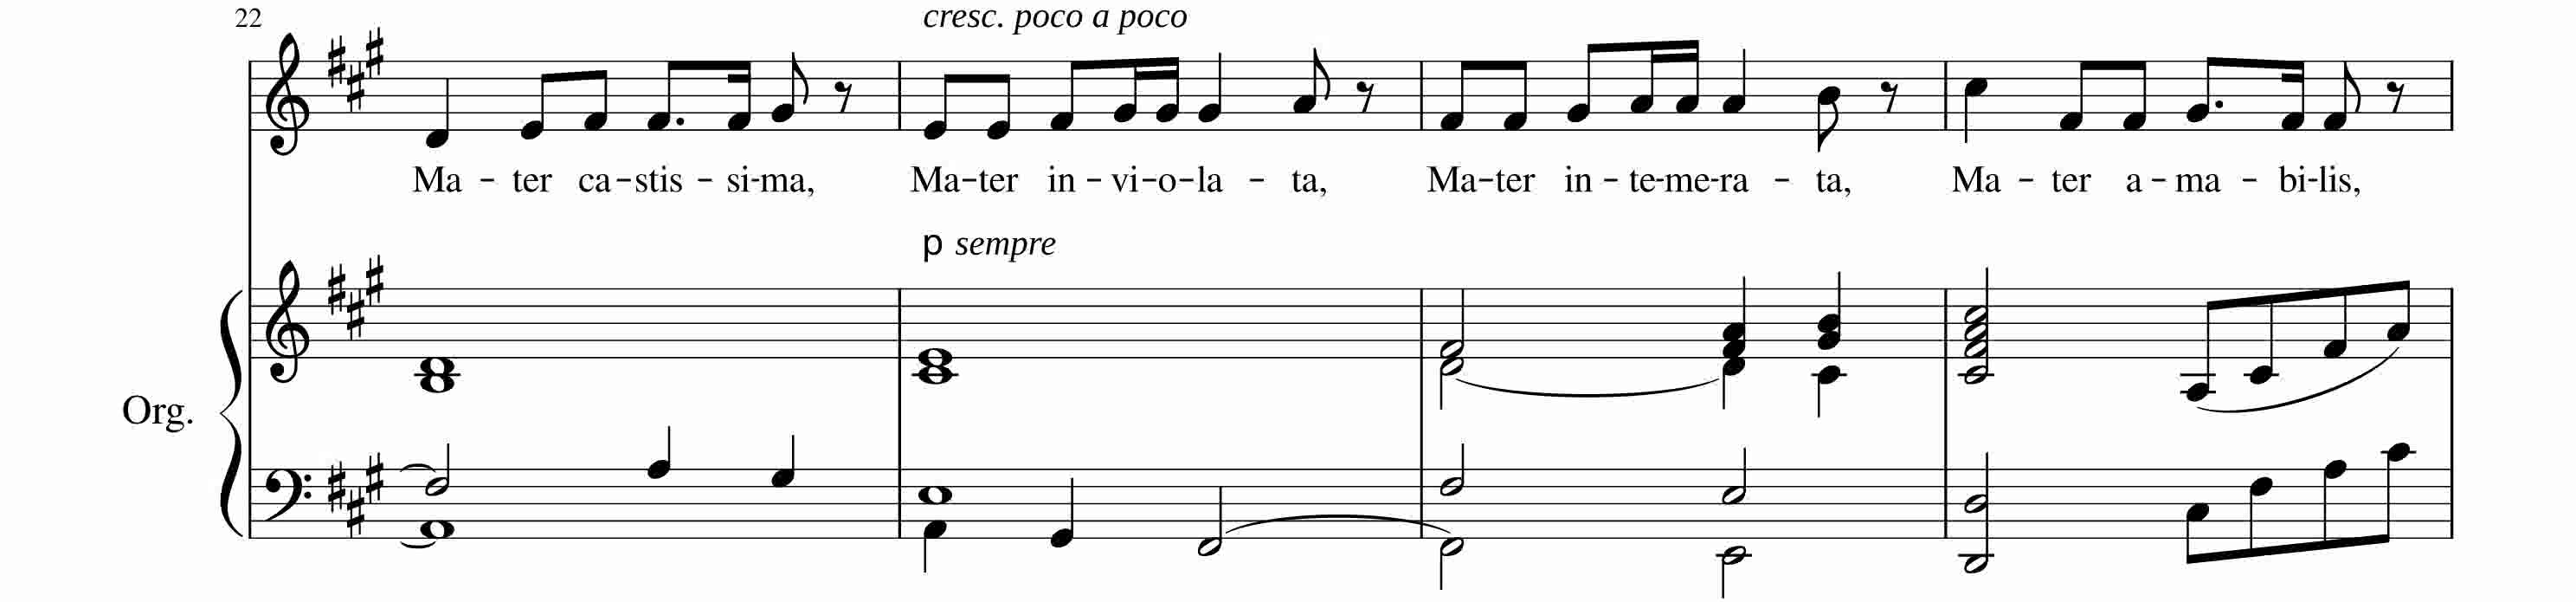 22
cresc. poco a poco
Ma - ter ca - stis - si - ma, Ma - ter in - vi - o - la - ta, Ma - ter in - te - me - ra - ta, Ma - ter a - ma - bi - lis,
p sempre
Org.